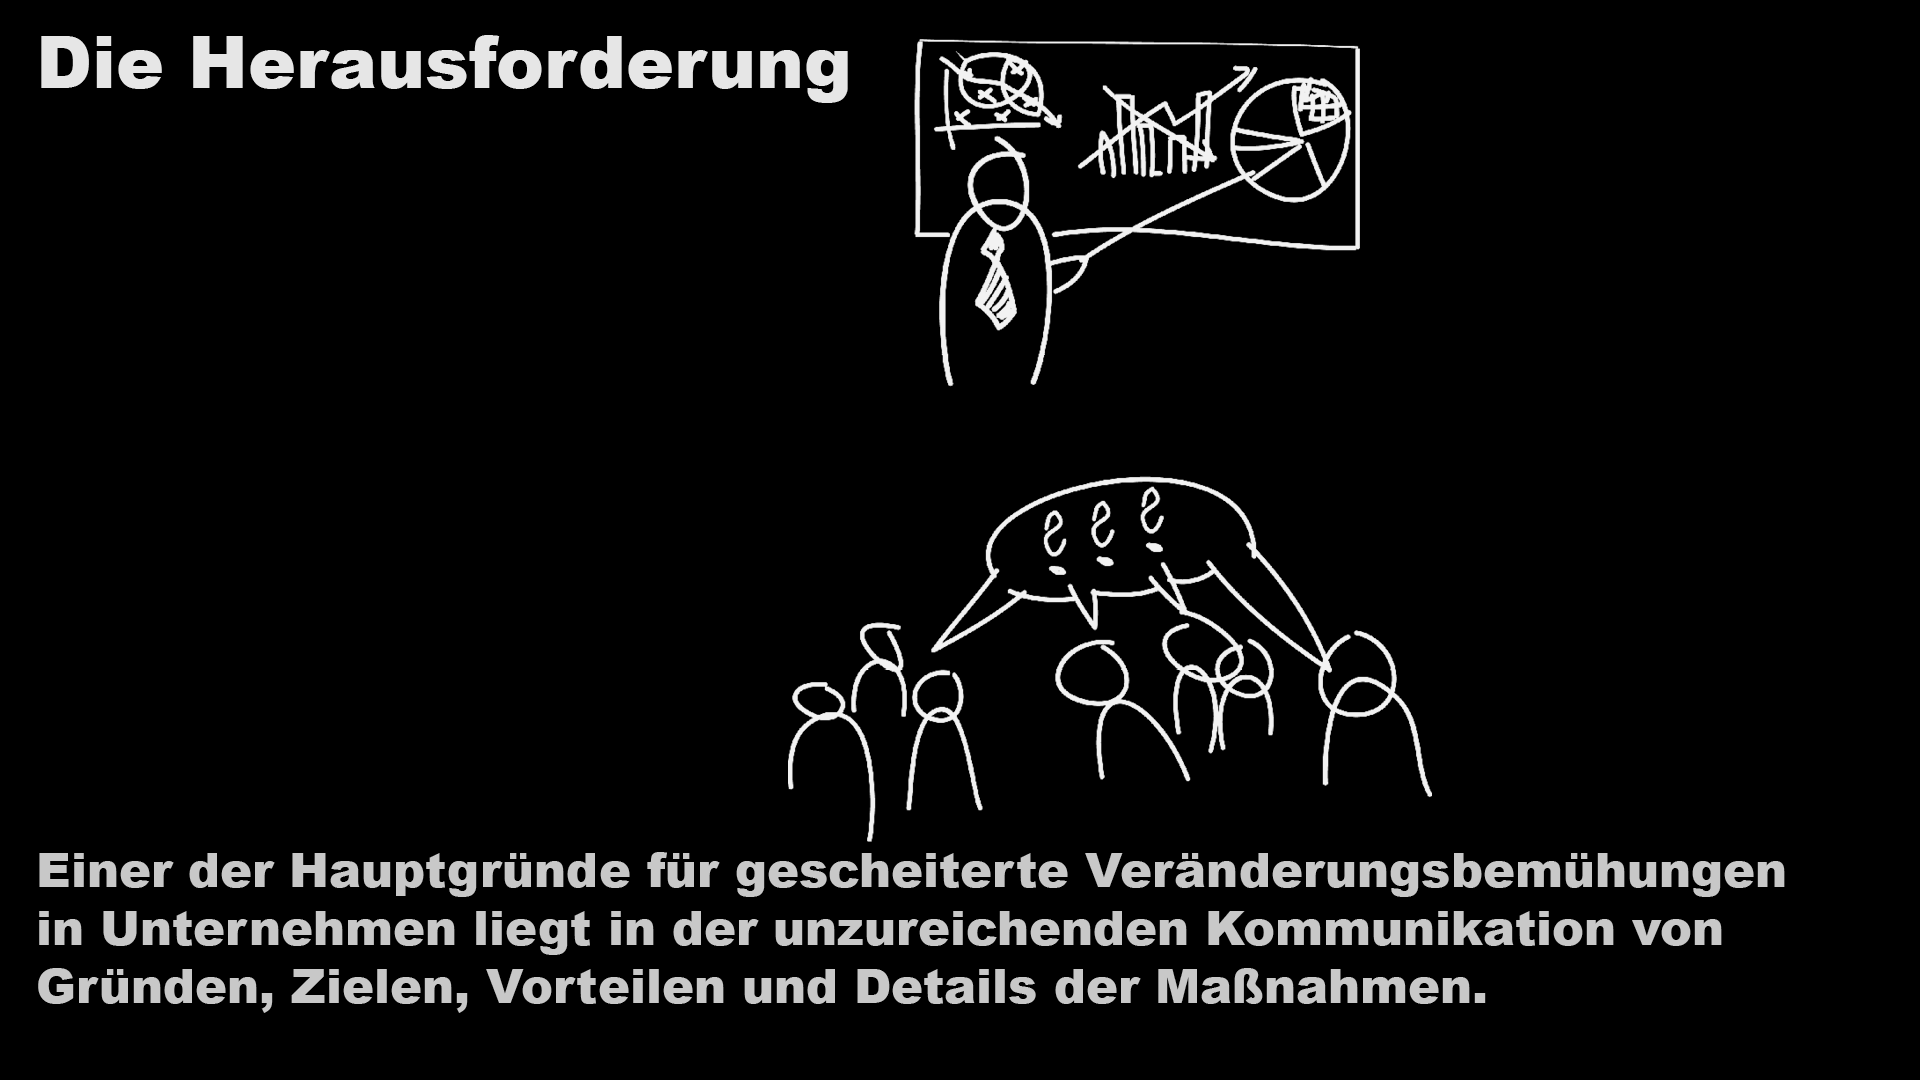 Die Herausforderung
Einer der Hauptgründe für gescheiterte Veränderungsbemühungen
in Unternehmen liegt in der unzureichenden Kommunikation von
Gründen, Zielen, Vorteilen und Details der Maßnahmen.